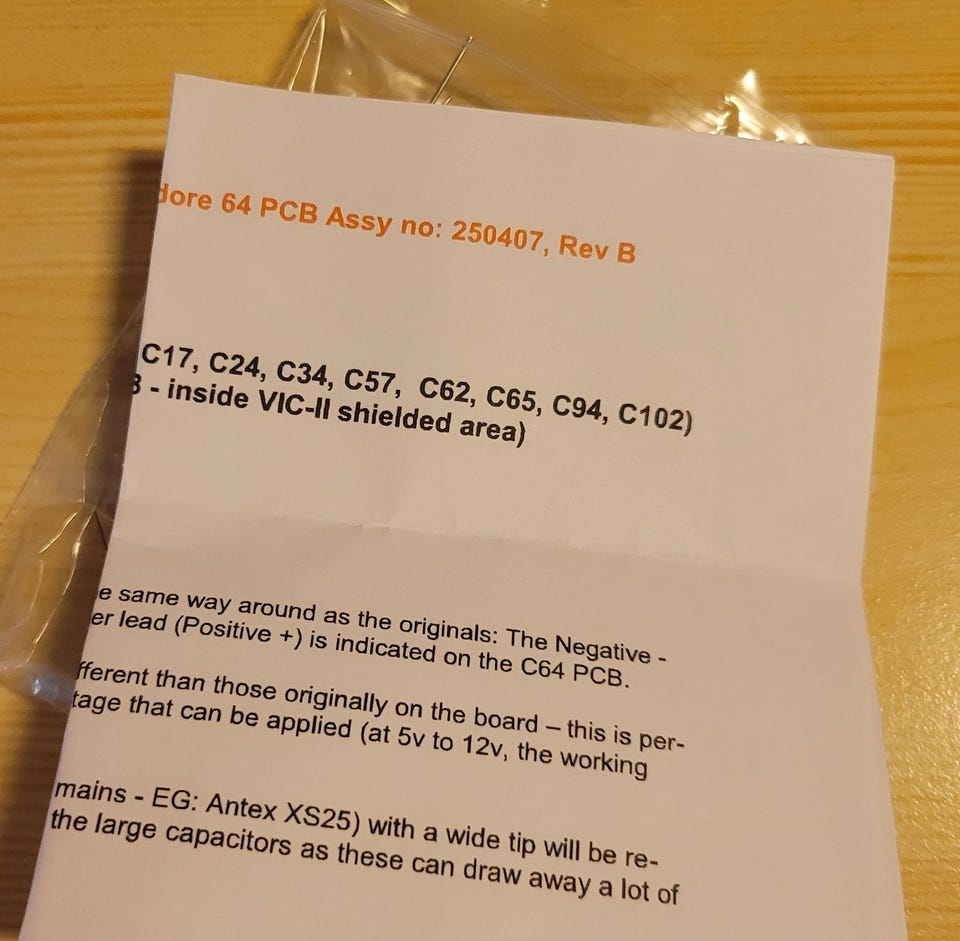 dore 64 PCB Assy no: 250407, Rev B
C17, C24, C34, C57, C62, C65, C94, C102)
- inside VIC-II shielded area)
e same way around as the originals: The Negative -
er lead (Positive +) is indicated on the C64 PCB.
fferent than those originally on the board – this is per-
tage that can be applied (at 5v to 12v, the working
mains - EG: Antex XS25) with a wide tip will be re-
the large capacitors as these can draw away a lot of